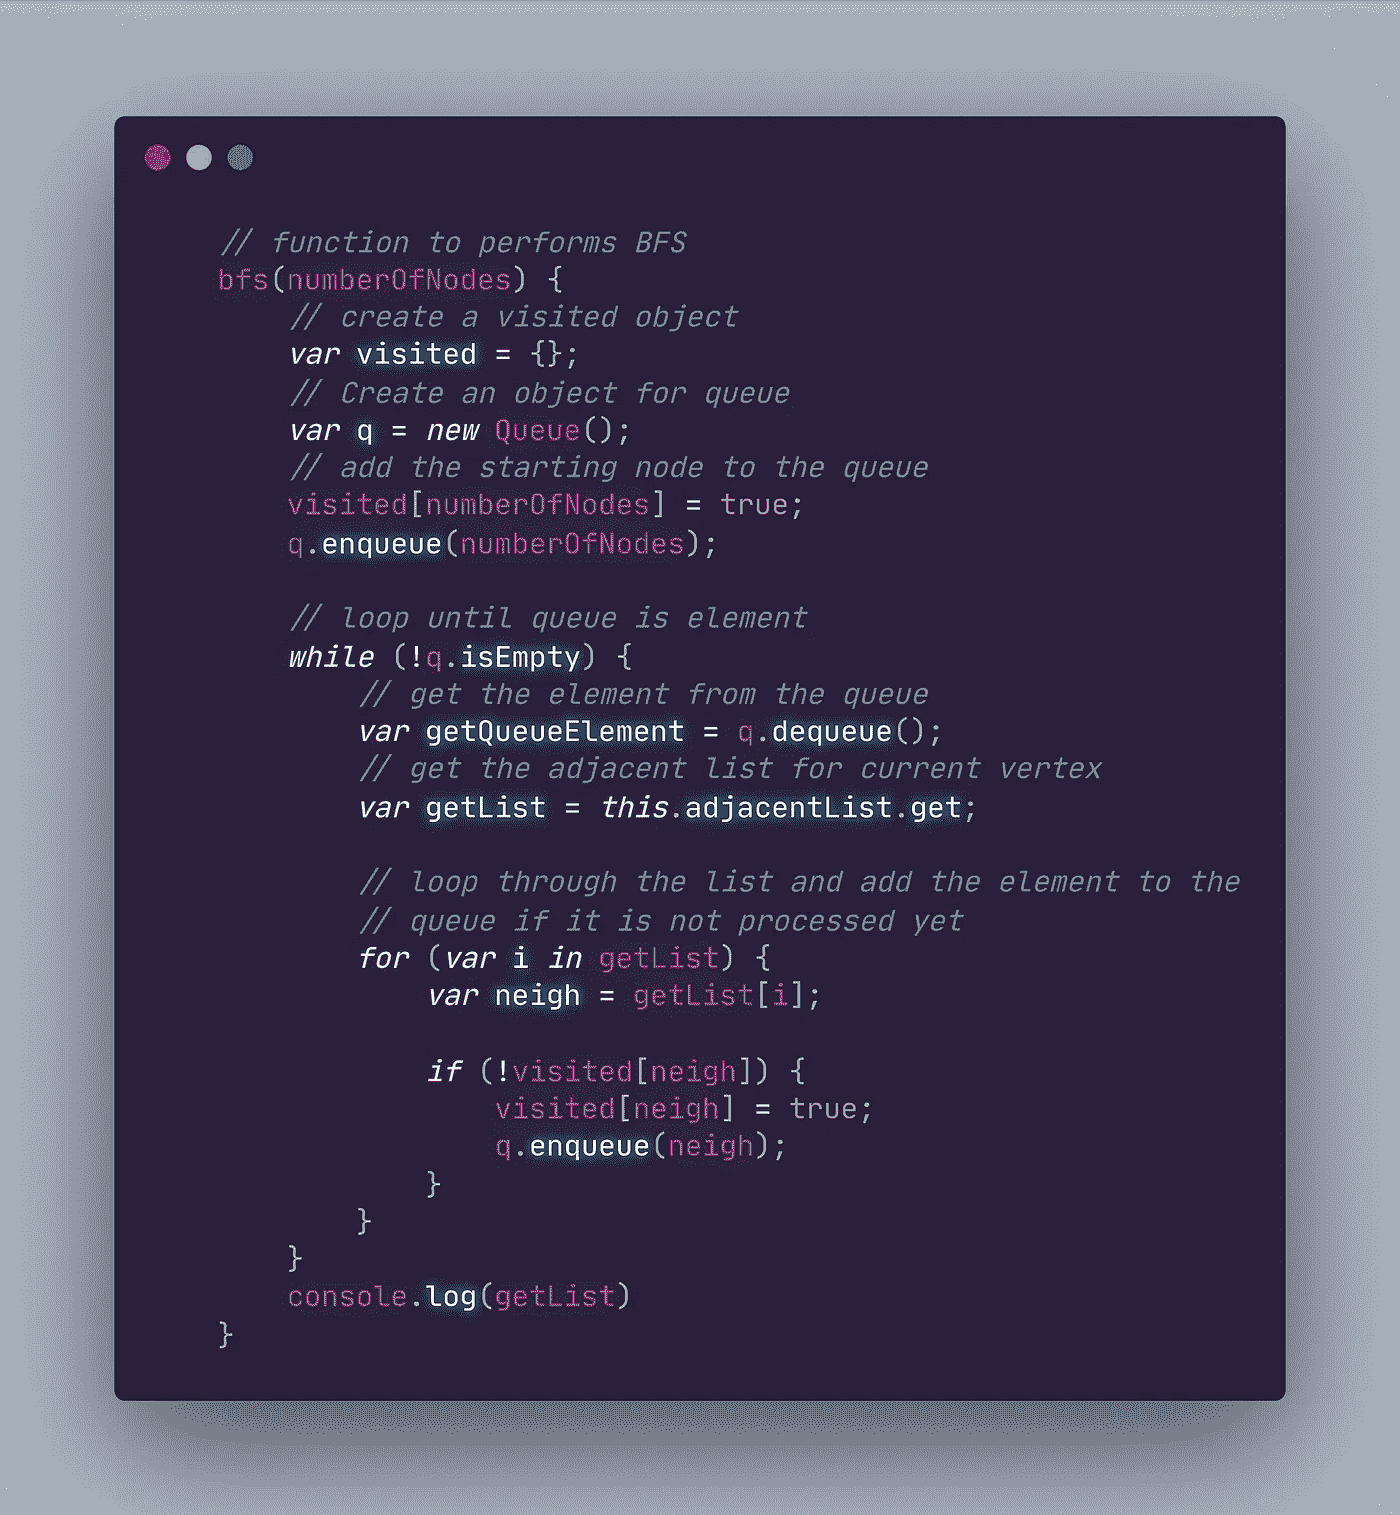 // function to performs BFS
bfs(numberOfNodes) {
// create a visited object
var visited = {};
// Create an object for queue
var q = new Queue();
// add the starting node to the queue
visited[numberOfNodes] = true;
q.enqueue(numberOfNodes);
// loop until queue is element
while (!q.isEmpty) {
// get the element from the queue
var getQueueElement = q.dequeue();
// get the adjacent list for current vertex
var getList = this.adjacentList.get;
// loop through the list and add the element to the
// queue if it is not processed yet
for (var i in getList) {
var neigh = getList[i];
if (!visited[neigh]) {
visited[neigh] = true;
q.enqueue(neigh);
}
}
}
console.log(getList)
}